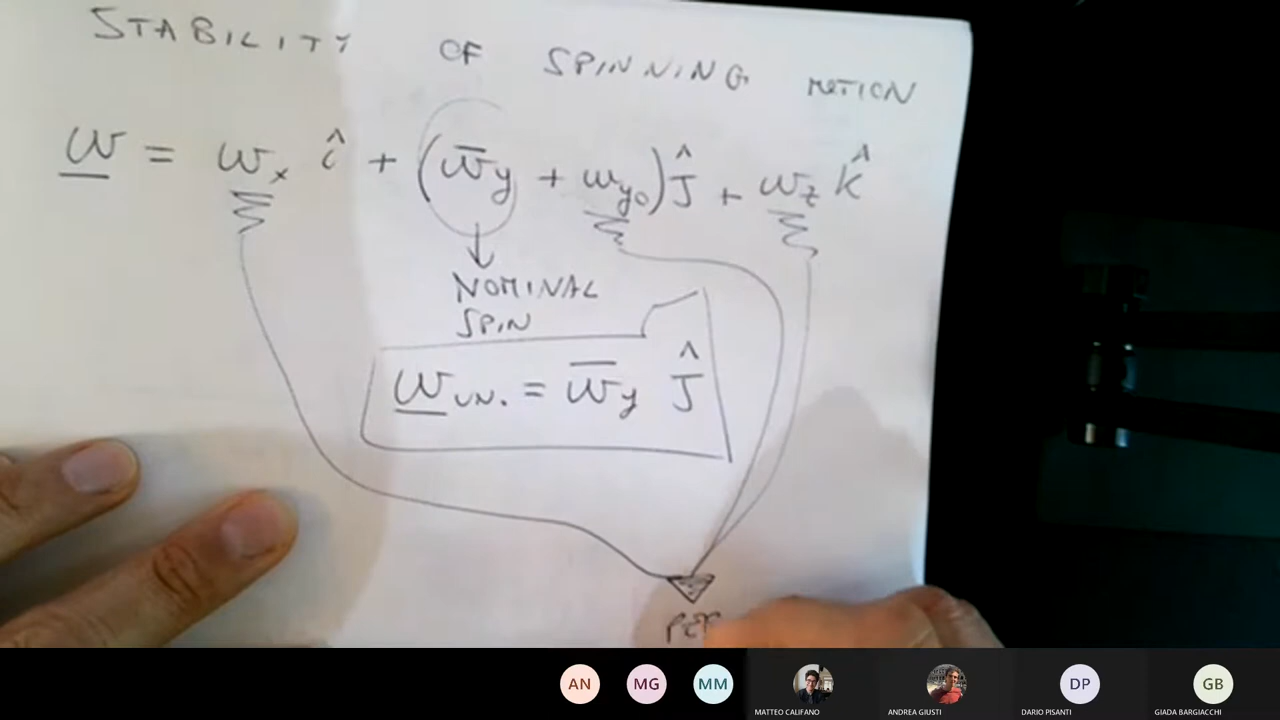 STABILITY OF SPINNING MOTION
ω = ωx î + (ω̄y + ωy0) ĵ + ωz k̂
NOMINAL
SPIN
ωUN. = ω̄y ĵ
AN MG MM DP GB
MATTEO CALIFANO ANDREA GIUSTI DARIO PISANTI GIADA BARGIACCHI